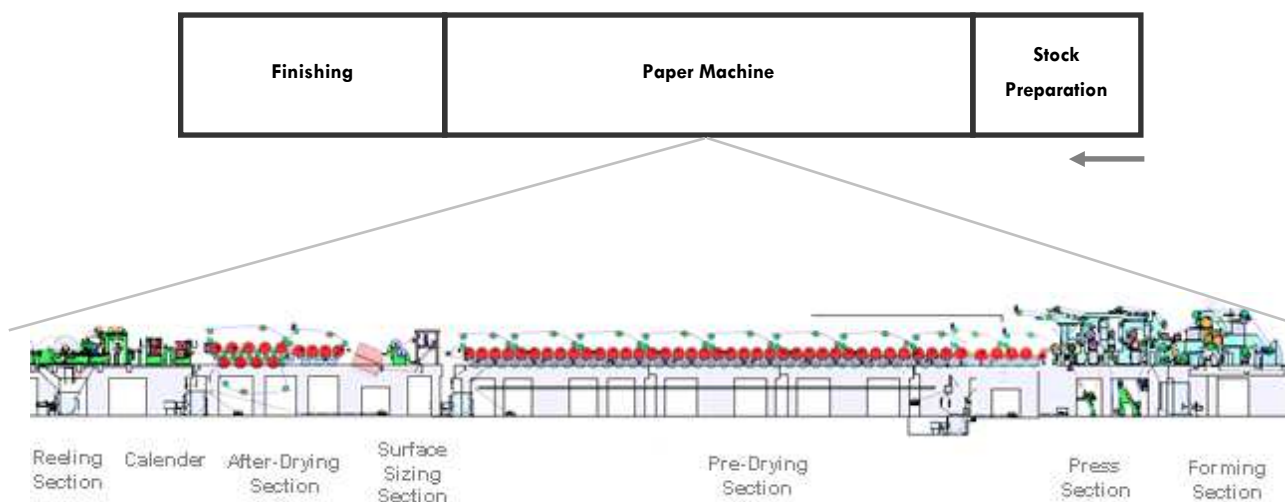 Finishing
Paper Machine
Stock
Preparation
Reeling
Section
Calender
After-Drying
Section
Surface
Sizing
Section
Pre-Drying
Section
Press
Section
Forming
Section